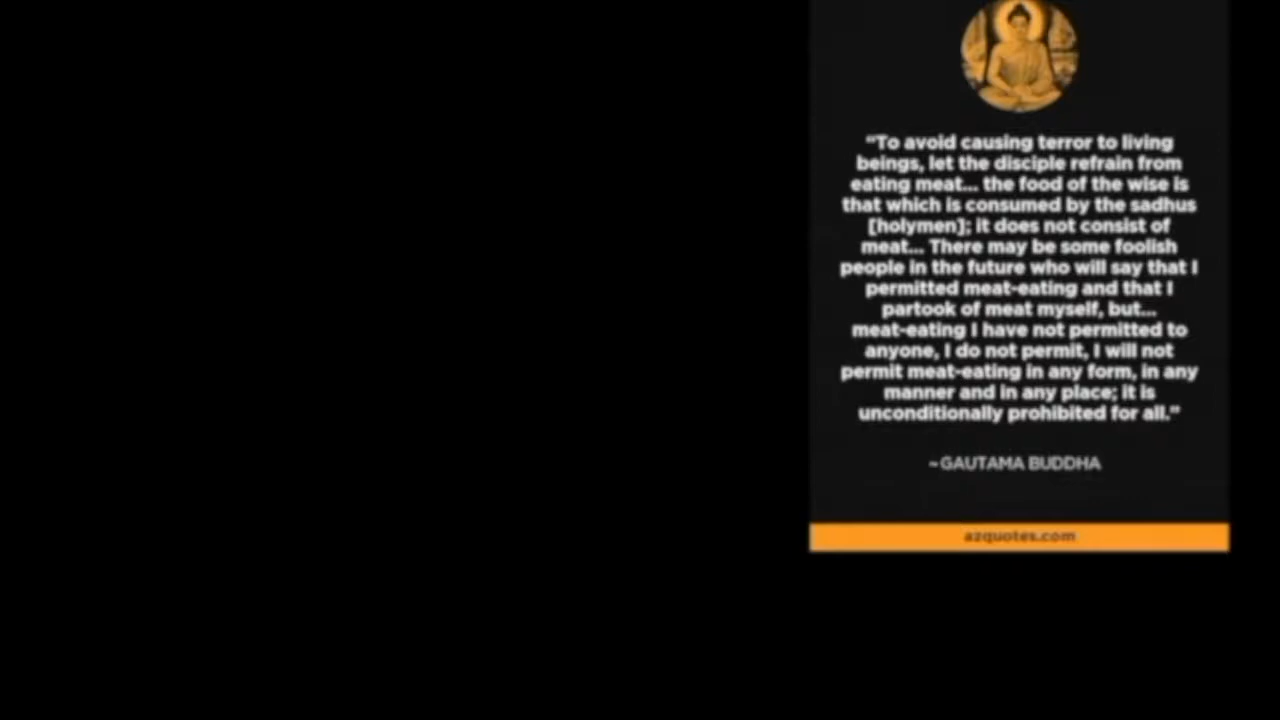 "To avoid causing terror to living
beings, let the disciple refrain from
eating meat... the food of the wise is
that which is consumed by the sadhus
[holymen]; it does not consist of
meat... There may be some foolish
people in the future who will say that I
permitted meat-eating and that I
partook of meat myself, but...
meat-eating I have not permitted to
anyone, I do not permit, I will not
permit meat-eating in any form, in any
manner and in any place; it is
unconditionally prohibited for all."
~GAUTAMA BUDDHA
azquotes.com